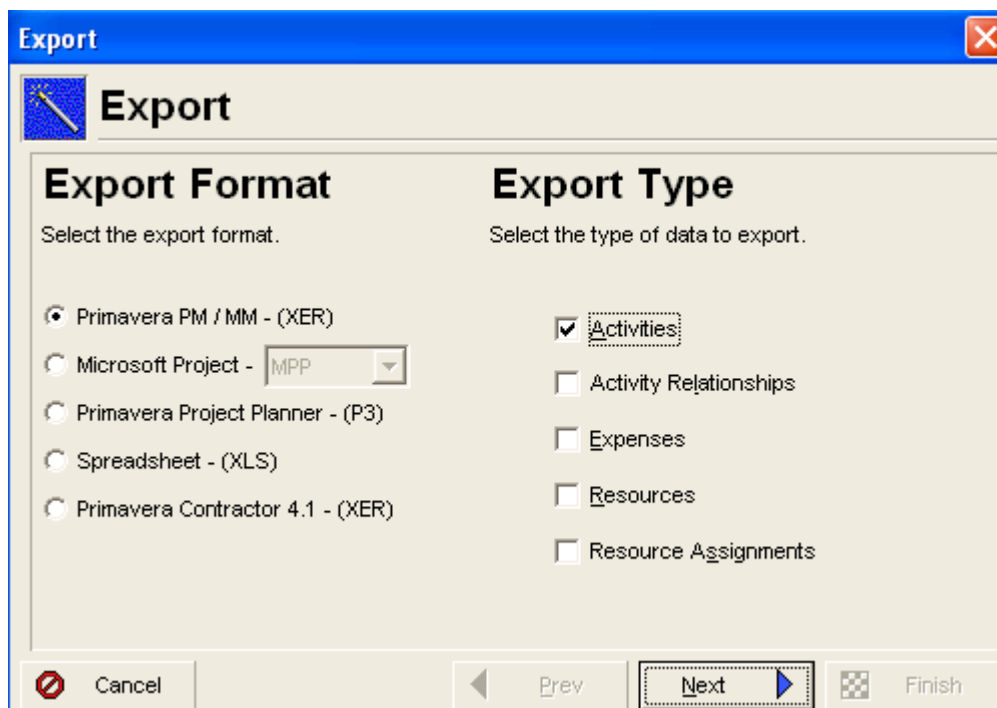 Export
Export
Export Format
Select the export format.
Primavera PM / MM - (XER)
Microsoft Project - MPP
Primavera Project Planner - (P3)
Spreadsheet - (XLS)
Primavera Contractor 4.1 - (XER)
Export Type
Select the type of data to export.
Activities
Activity Relationships
Expenses
Resources
Resource Assignments
Cancel
Prev
Next
Finish